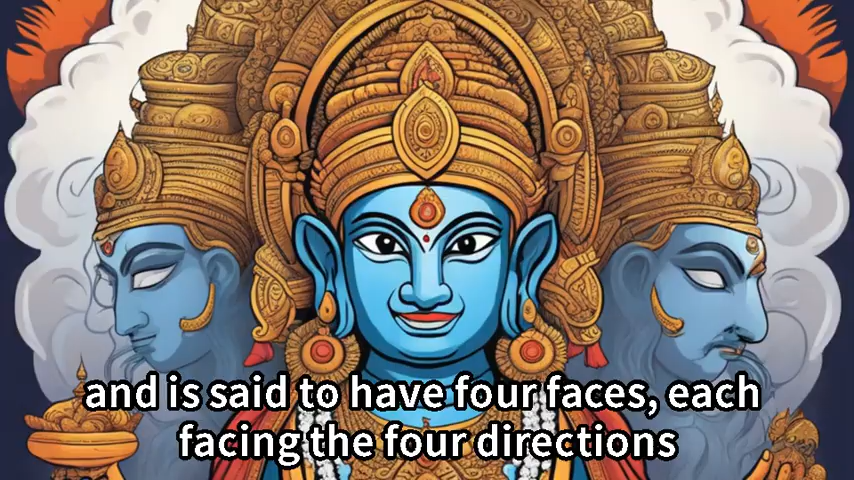 and is said to have four faces, each
facing the four directions